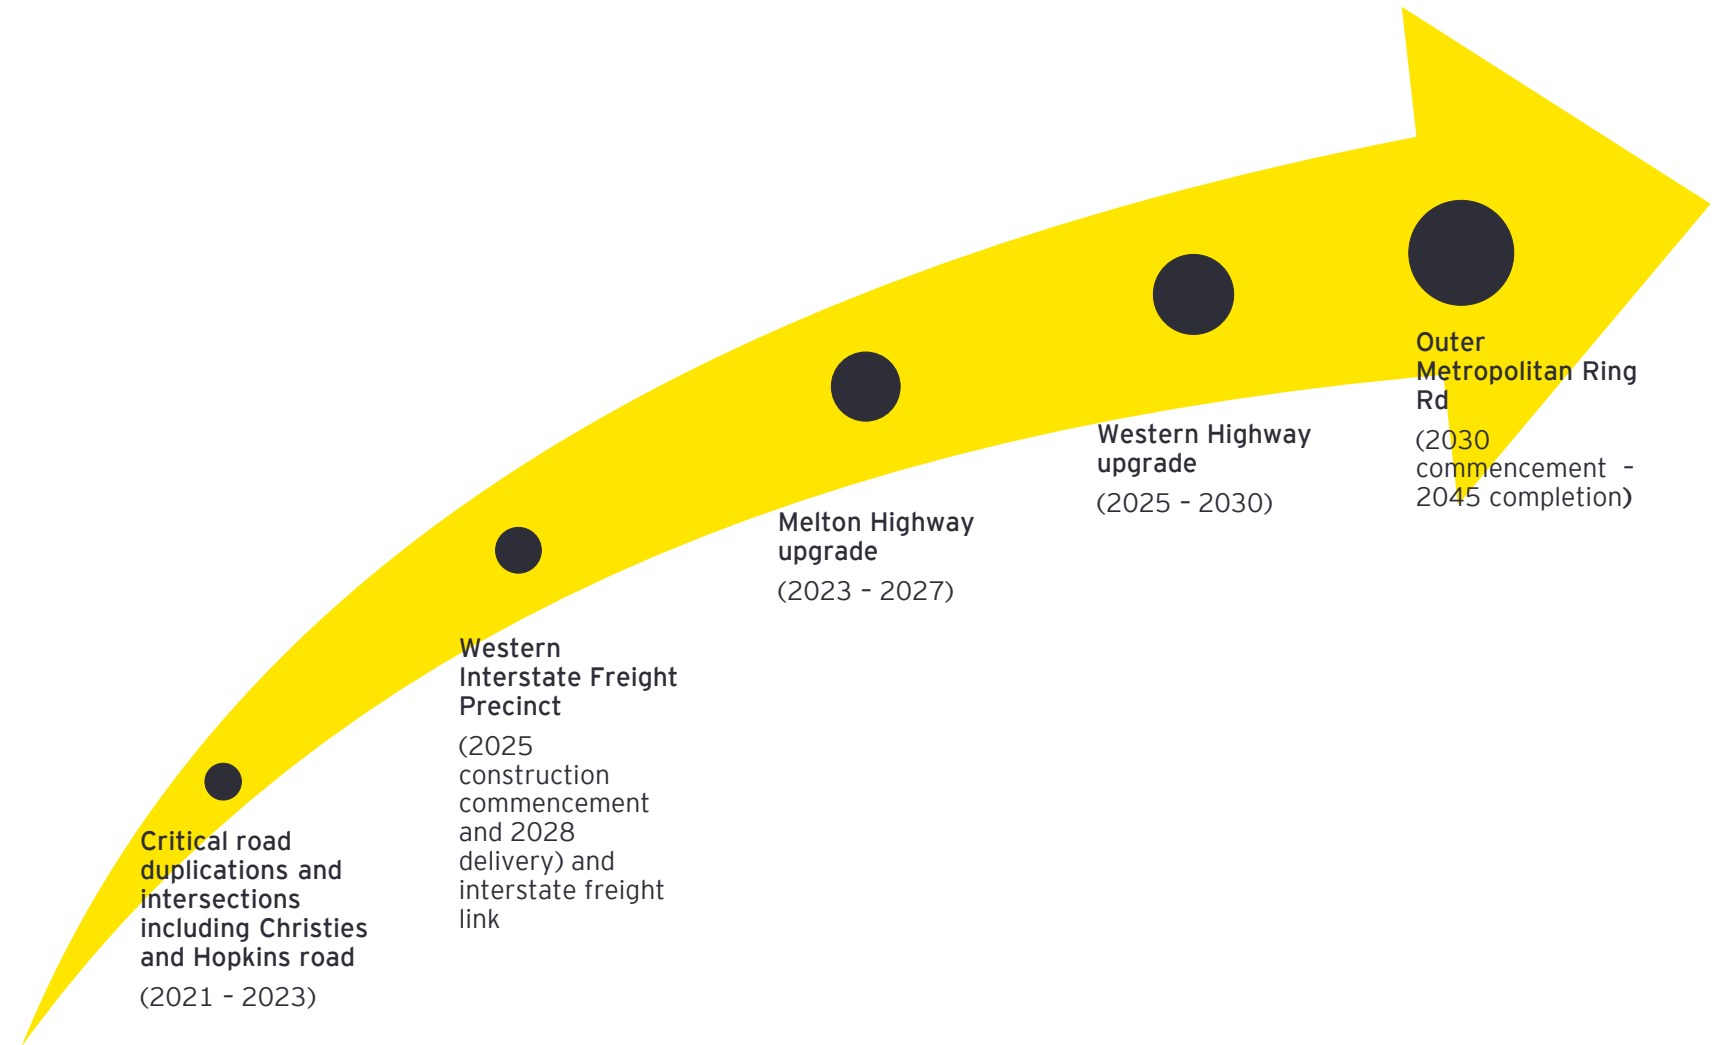 Critical road
duplications and
intersections
including Christies
and Hopkins road
(2021 – 2023)
Western
Interstate Freight
Precinct
(2025
construction
commencement
and 2028
delivery) and
interstate freight
link
Melton Highway
upgrade
(2023 – 2027)
Western Highway
upgrade
(2025 – 2030)
Outer
Metropolitan Ring
Rd
(2030
commencement –
2045 completion)